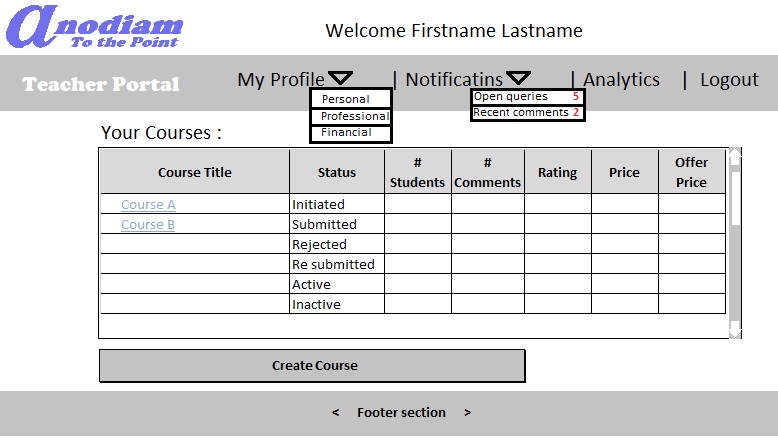 Anodiam
To the Point
Welcome Firstname Lastname
Teacher Portal My Profile | Notificatins | Analytics | Logout
Personal
Professional
Financial
Open queries 5
Recent comments 2
Your Courses :
Course Title Status # Students # Comments Rating Price Offer Price
Course A Initiated
Course B Submitted
Rejected
Re submitted
Active
Inactive
Create Course
< Footer section >